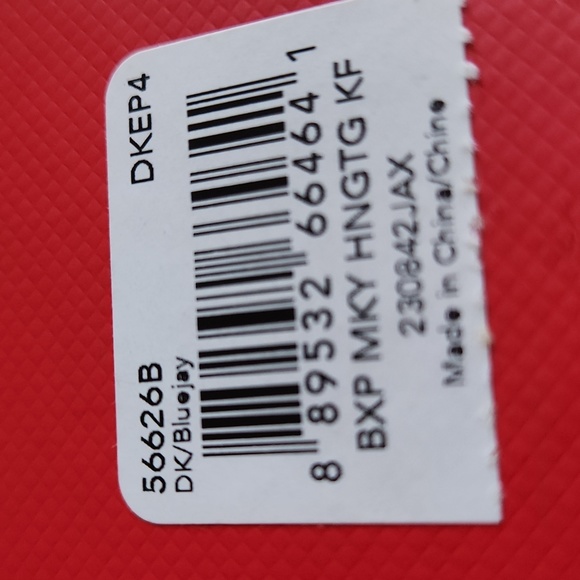 56626B DKEP4
DK/Bluejay
8 89532 66464 1
BXP MKY HNGTG KF
230842JAX
Made in China/Chine